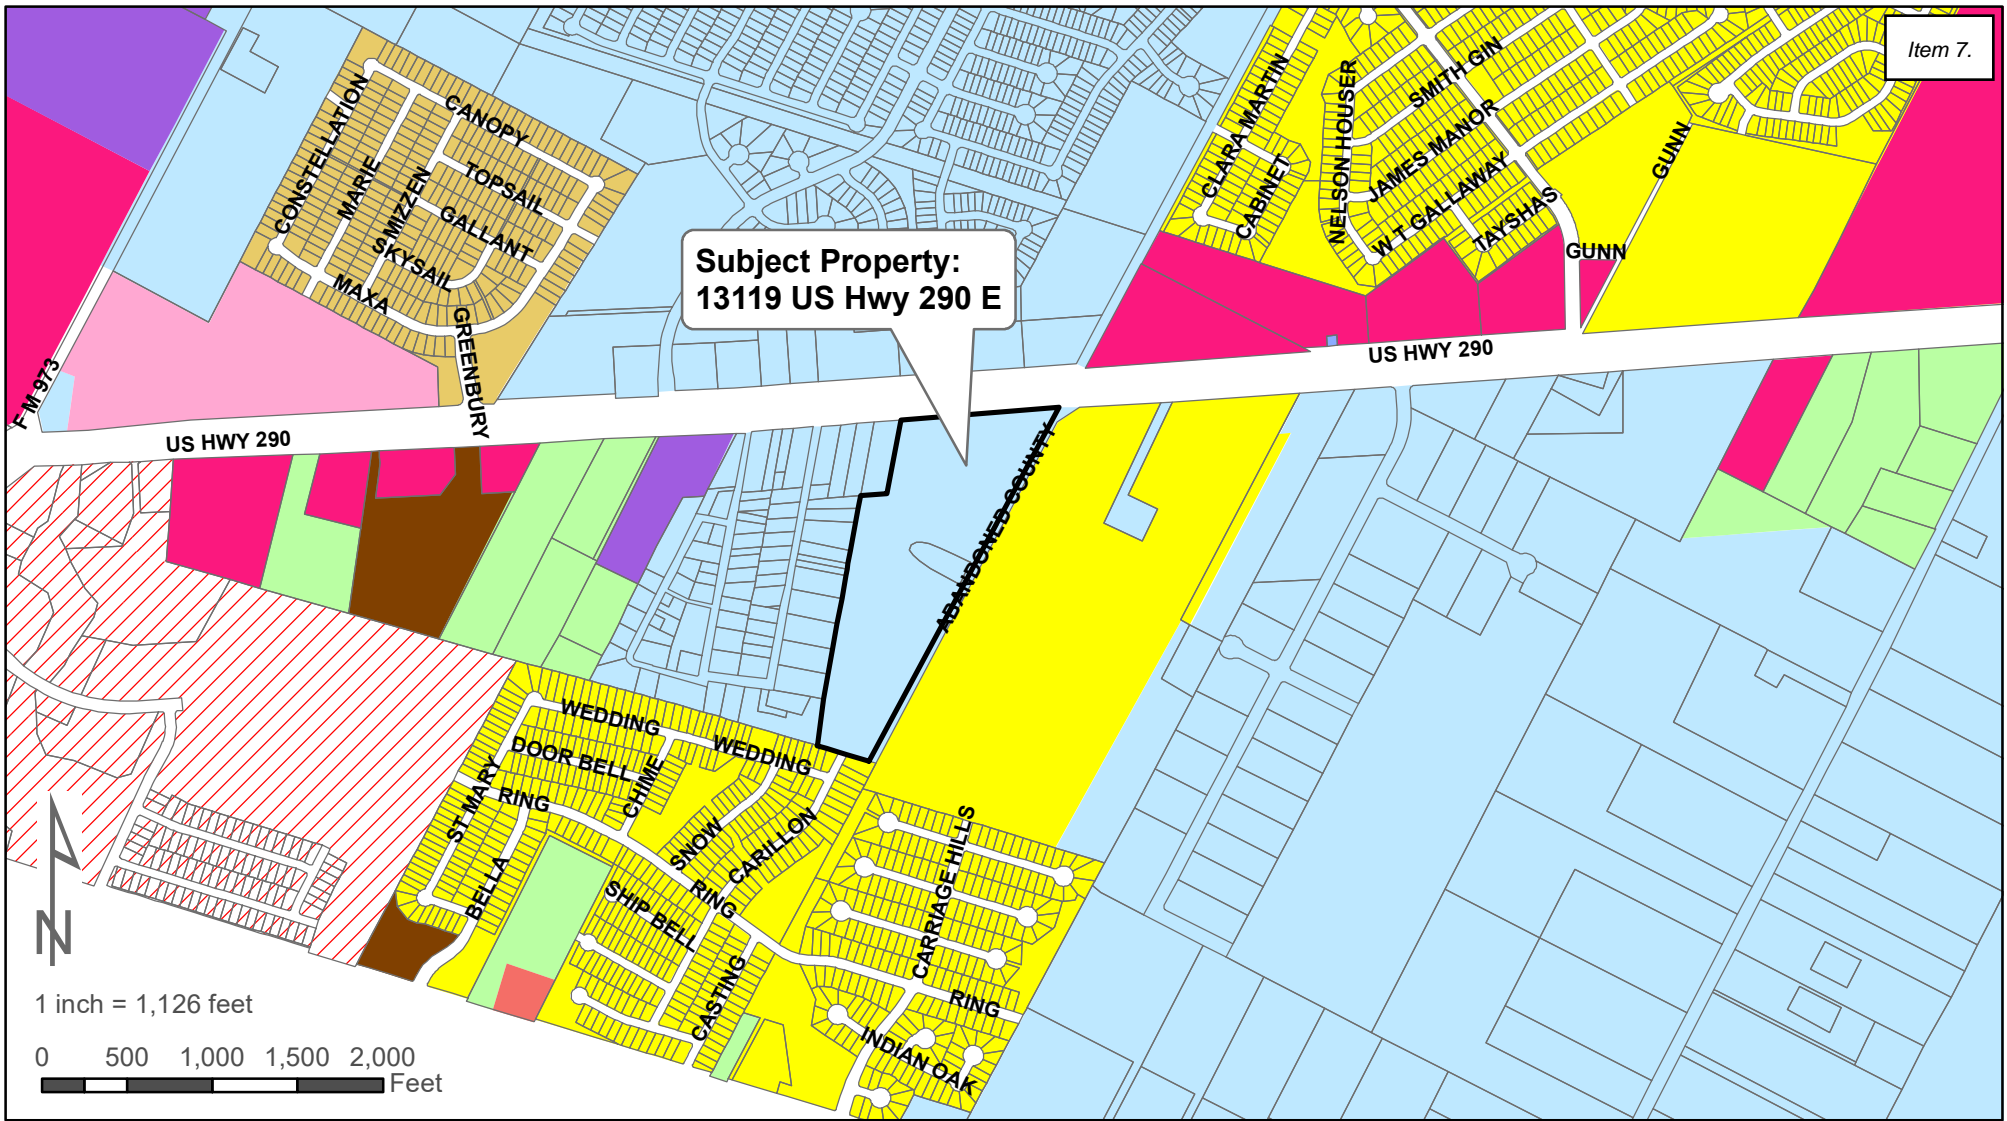 Item 7.
CONSTELLATION
CANOPY
MARIE
MIZZEN
TOPSAIL
GALLANT
SKYSAIL
MAXA
GREENBURY
F M 973
US HWY 290
Subject Property:
13119 US Hwy 290 E
CLARA MARTIN
CABINET
NELSON HOUSER
SMITH GIN
JAMES MANOR
W T GALLAWAY
TAYSHAS
GUNN
GUNN
US HWY 290
ABANDONED COUNTY
WEDDING
WEDDING
DOOR BELL
CHIME
ST MARY
RING
SNOW
CARILLON
BELLA
SHIP BELL
RING
CARRIAGE HILLS
CASTING
RING
INDIAN OAK
N
1 inch = 1,126 feet
0 500 1,000 1,500 2,000
Feet